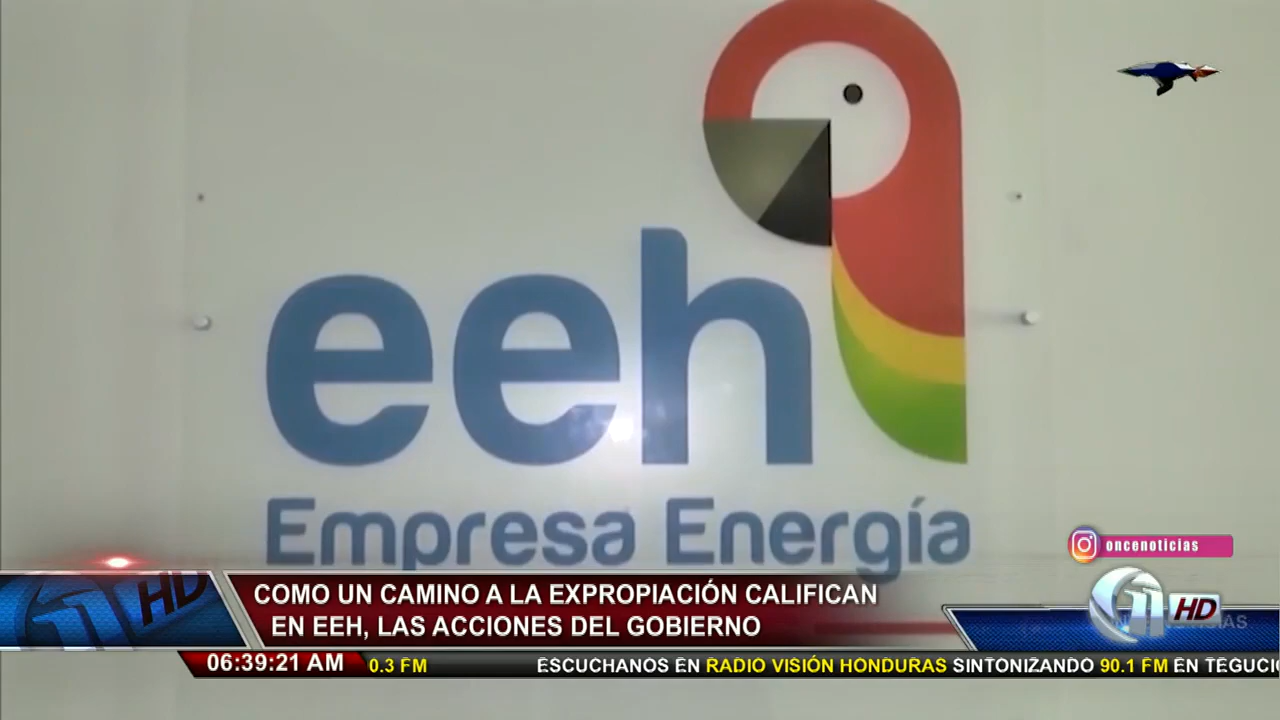 eeh
Empresa Energía
oncenoticias
HD
COMO UN CAMINO A LA EXPROPIACIÓN CALIFICAN
EN EEH, LAS ACCIONES DEL GOBIERNO
11 HD
06:39:21 AM
0.3 FM ESCUCHANOS EN RADIO VISIÓN HONDURAS SINTONIZANDO 90.1 FM EN TEGUCI